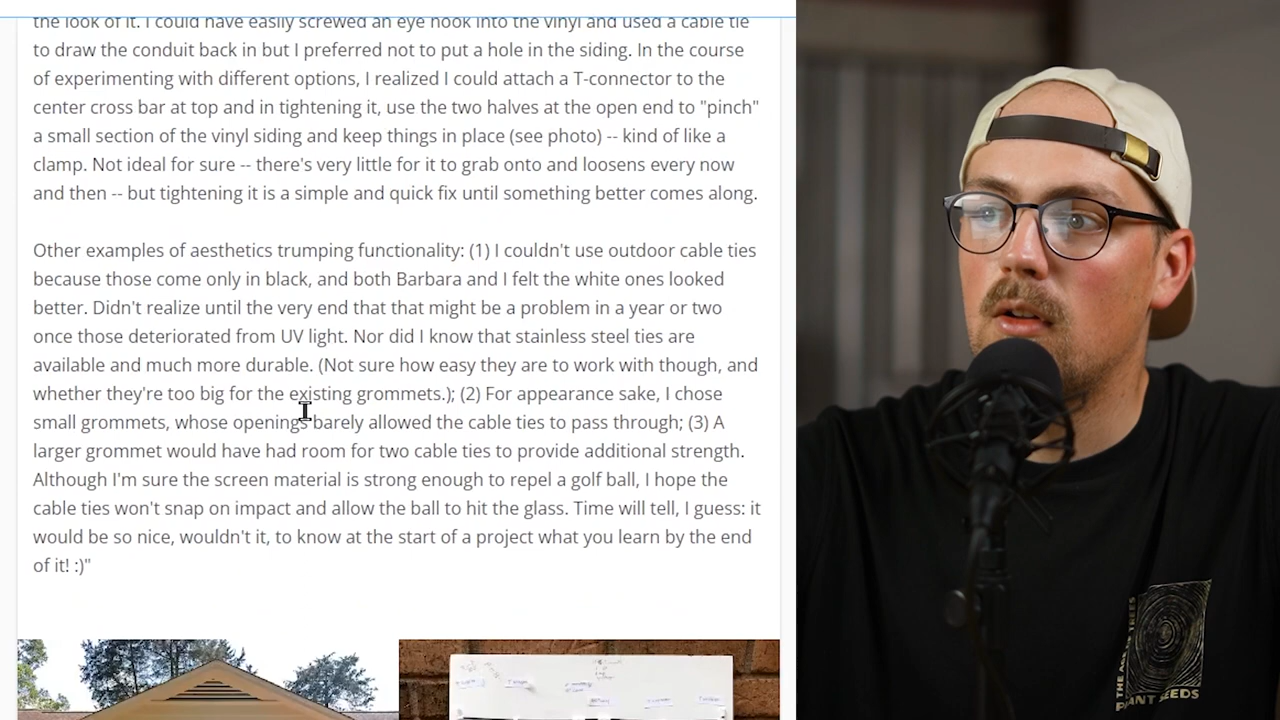 the look of it. I could have easily screwed an eye hook into the vinyl and used a cable tie
to draw the conduit back in but I preferred not to put a hole in the siding. In the course
of experimenting with different options, I realized I could attach a T-connector to the
center cross bar at top and in tightening it, use the two halves at the open end to "pinch"
a small section of the vinyl siding and keep things in place (see photo) -- kind of like a
clamp. Not ideal for sure -- there's very little for it to grab onto and loosens every now
and then -- but tightening it is a simple and quick fix until something better comes along.
Other examples of aesthetics trumping functionality: (1) I couldn't use outdoor cable ties
because those come only in black, and both Barbara and I felt the white ones looked
better. Didn't realize until the very end that that might be a problem in a year or two
once those deteriorated from UV light. Nor did I know that stainless steel ties are
available and much more durable. (Not sure how easy they are to work with though, and
whether they're too big for the existing grommets.); (2) For appearance sake, I chose
small grommets, whose openings barely allowed the cable ties to pass through; (3) A
larger grommet would have had room for two cable ties to provide additional strength.
Although I'm sure the screen material is strong enough to repel a golf ball, I hope the
cable ties won't snap on impact and allow the ball to hit the glass. Time will tell, I guess: it
would be so nice, wouldn't it, to know at the start of a project what you learn by the end
of it! :)"
PLANT SEEDS